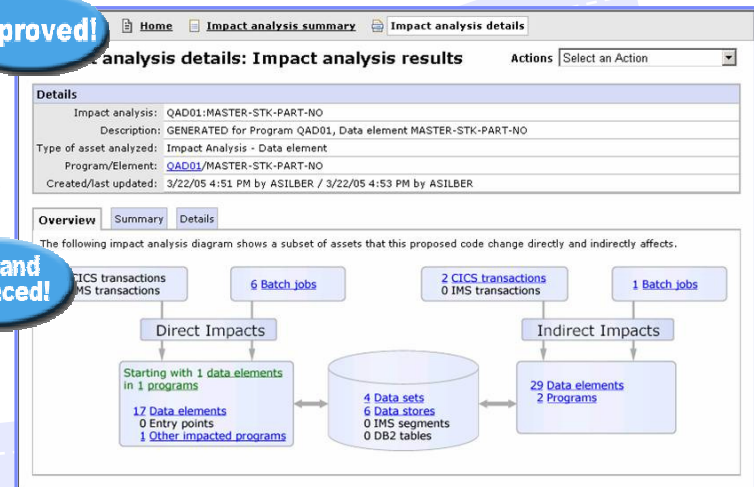 proved!
Home Impact analysis summary Impact analysis details
analysis details: Impact analysis results
Actions Select an Action
Details
Impact analysis: QAD01:MASTER-STK-PART-NO
Description: GENERATED for Program QAD01, Data element MASTER-STK-PART-NO
Type of asset analyzed: Impact Analysis - Data element
Program/Element: QAD01/MASTER-STK-PART-NO
Created/last updated: 3/22/05 4:51 PM by ASILBER / 3/22/05 4:53 PM by ASILBER
Overview Summary Details
The following impact analysis diagram shows a subset of assets that this proposed code change directly and indirectly affects.
and
ced!
CICS transactions
MS transactions
6 Batch jobs
2 CICS transactions
0 IMS transactions
1 Batch jobs
Direct Impacts
Indirect Impacts
Starting with 1 data elements
in 1 programs
17 Data elements
0 Entry points
1 Other impacted programs
4 Data sets
6 Data stores
0 IMS segments
0 DB2 tables
29 Data elements
2 Programs